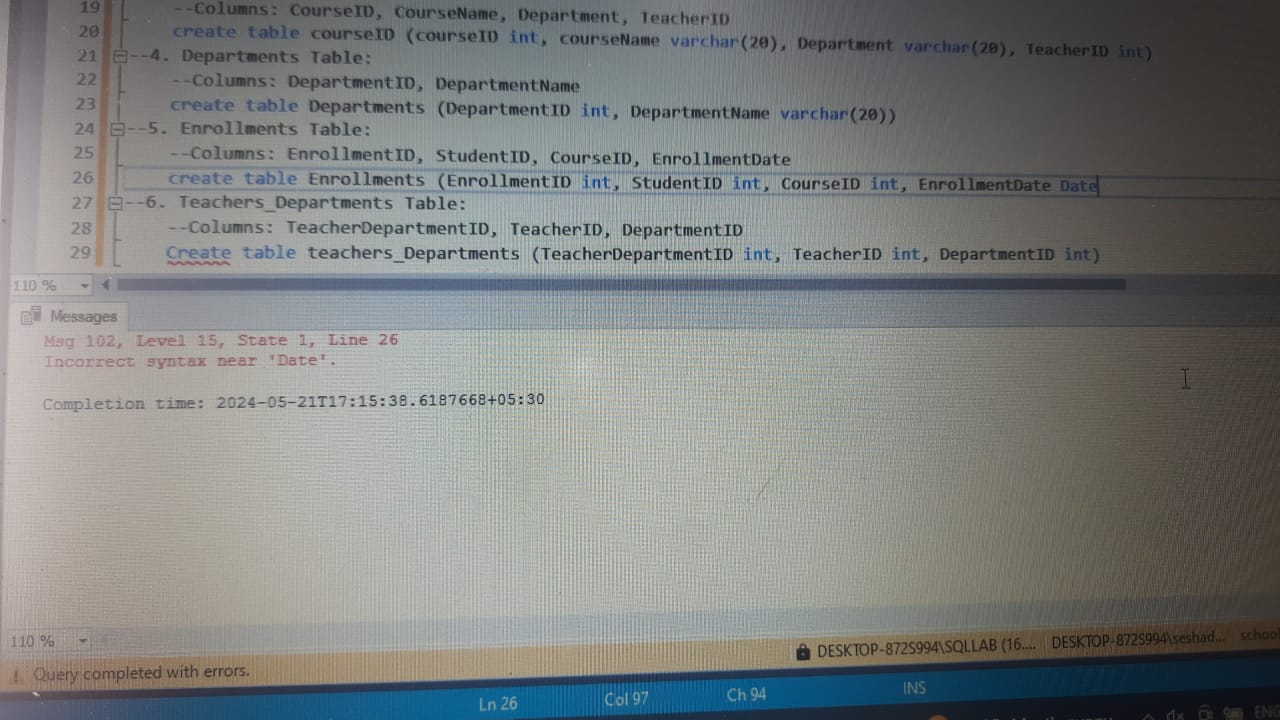 19 --Columns: CourseID, CourseName, Department, TeacherID
20 create table courseID (courseID int, courseName varchar(20), Department varchar(20), TeacherID int)
21 --4. Departments Table:
22 --Columns: DepartmentID, DepartmentName
23 create table Departments (DepartmentID int, DepartmentName varchar(20))
24 --5. Enrollments Table:
25 --Columns: EnrollmentID, StudentID, CourseID, EnrollmentDate
26 create table Enrollments (EnrollmentID int, StudentID int, CourseID int, EnrollmentDate Date
27 --6. Teachers_Departments Table:
28 --Columns: TeacherDepartmentID, TeacherID, DepartmentID
29 Create table teachers_Departments (TeacherDepartmentID int, TeacherID int, DepartmentID int)
110 %
Messages
Msg 102, Level 15, State 1, Line 26
Incorrect syntax near 'Date'.
Completion time: 2024-05-21T17:15:38.6187668+05:30
110 %
Query completed with errors. DESKTOP-872S994\SQLLAB (16.... DESKTOP-872S994\seshad... school
Ln 26 Col 97 Ch 94 INS
ENG